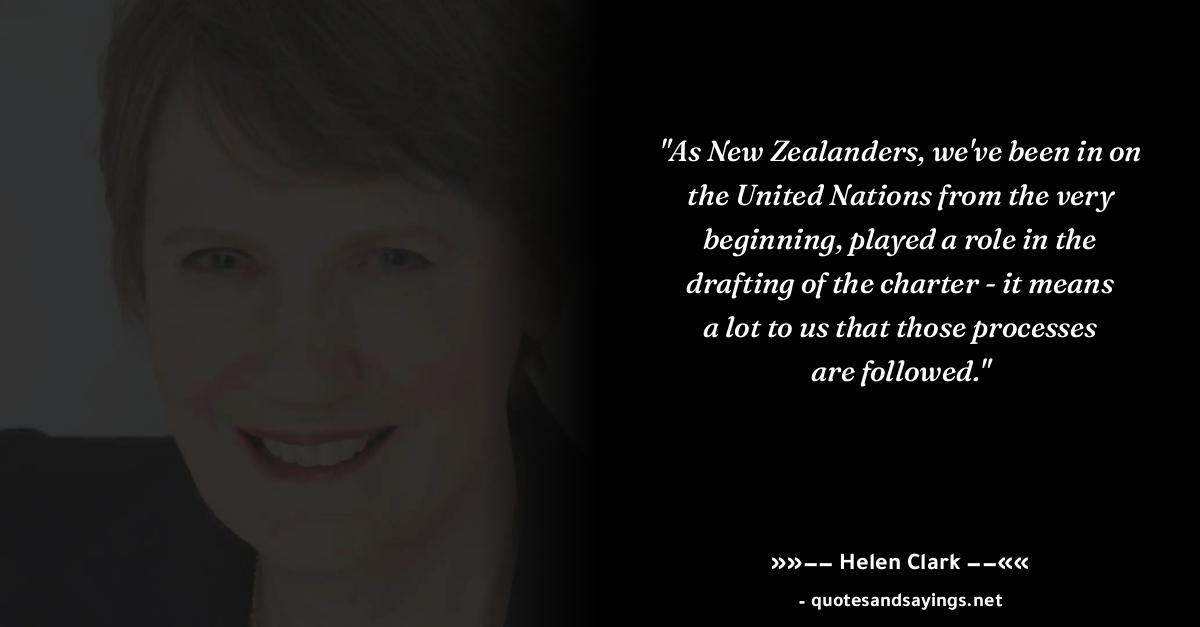 "As New Zealanders, we've been in on
the United Nations from the very
beginning, played a role in the
drafting of the charter - it means
a lot to us that those processes
are followed."
»»−− Helen Clark −−««
- quotesandsayings.net